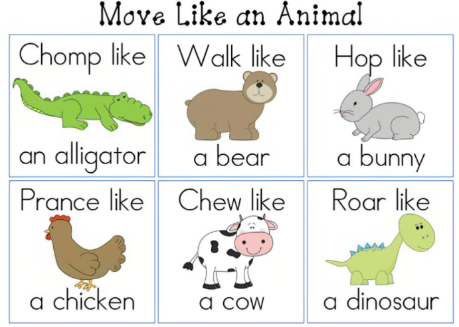 Move Like an Animal
Chomp like
an alligator
Walk like
a bear
Hop like
a bunny
Prance like
a chicken
Chew like
a cow
Roar like
a dinosaur